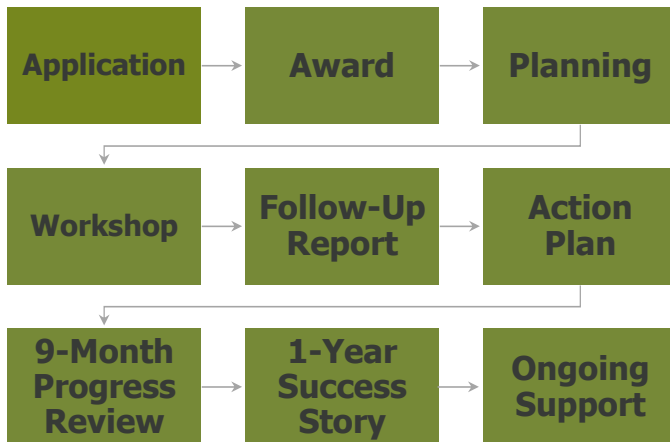 Application
Award
Planning
Workshop
Follow-Up
Report
Action
Plan
9-Month
Progress
Review
1-Year
Success
Story
Ongoing
Support